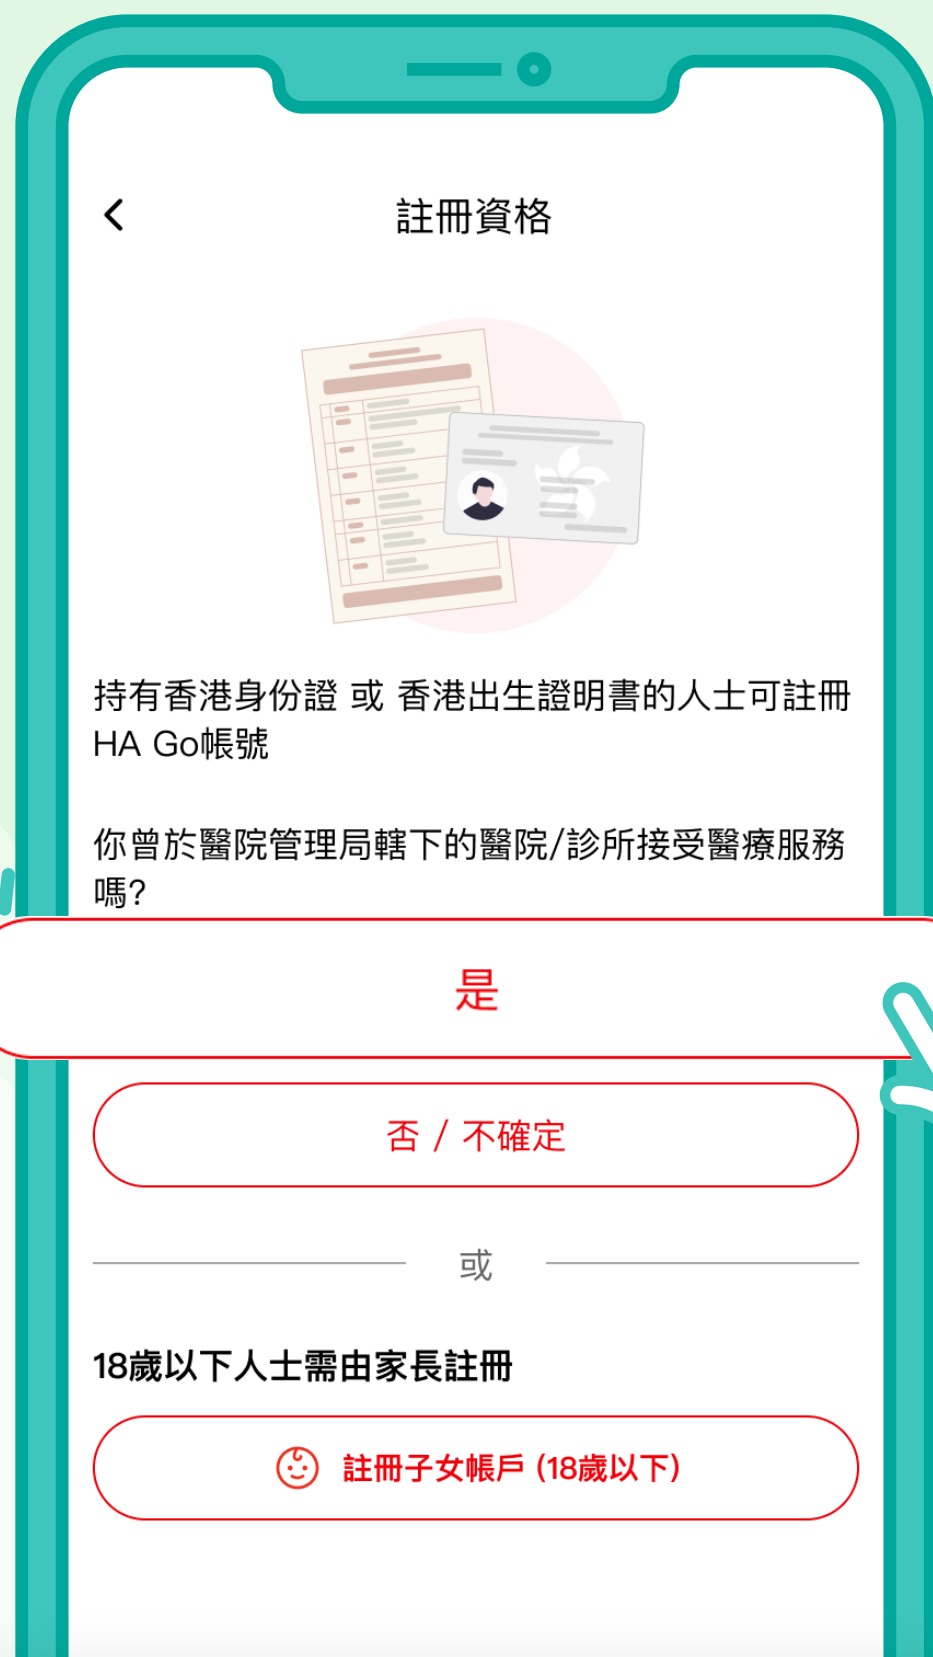 註冊資格
持有香港身份證 或 香港出生證明書的人士可註冊
HA Go帳號
你曾於醫院管理局轄下的醫院/診所接受醫療服務
嗎?
是
否 / 不確定
或
18歲以下人士需由家長註冊
註冊子女帳戶 (18歲以下)